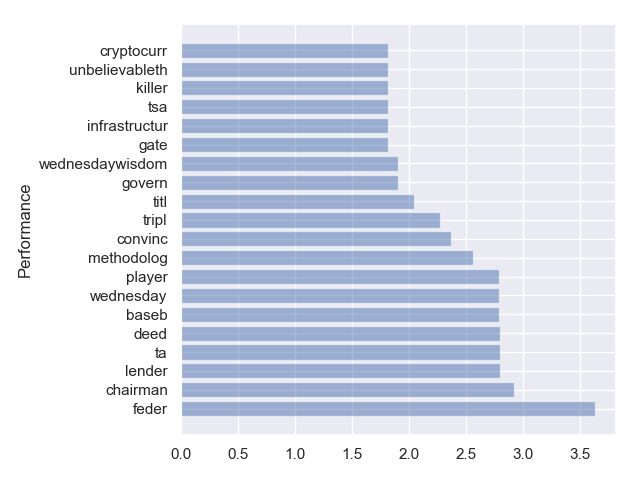 cryptocurr
unbelievableth
killer
tsa
infrastructur
gate
wednesdaywisdom
govern
titl
tripl
convinc
methodolog
player
wednesday
baseb
deed
ta
lender
chairman
feder
Performance
0.0 0.5 1.0 1.5 2.0 2.5 3.0 3.5